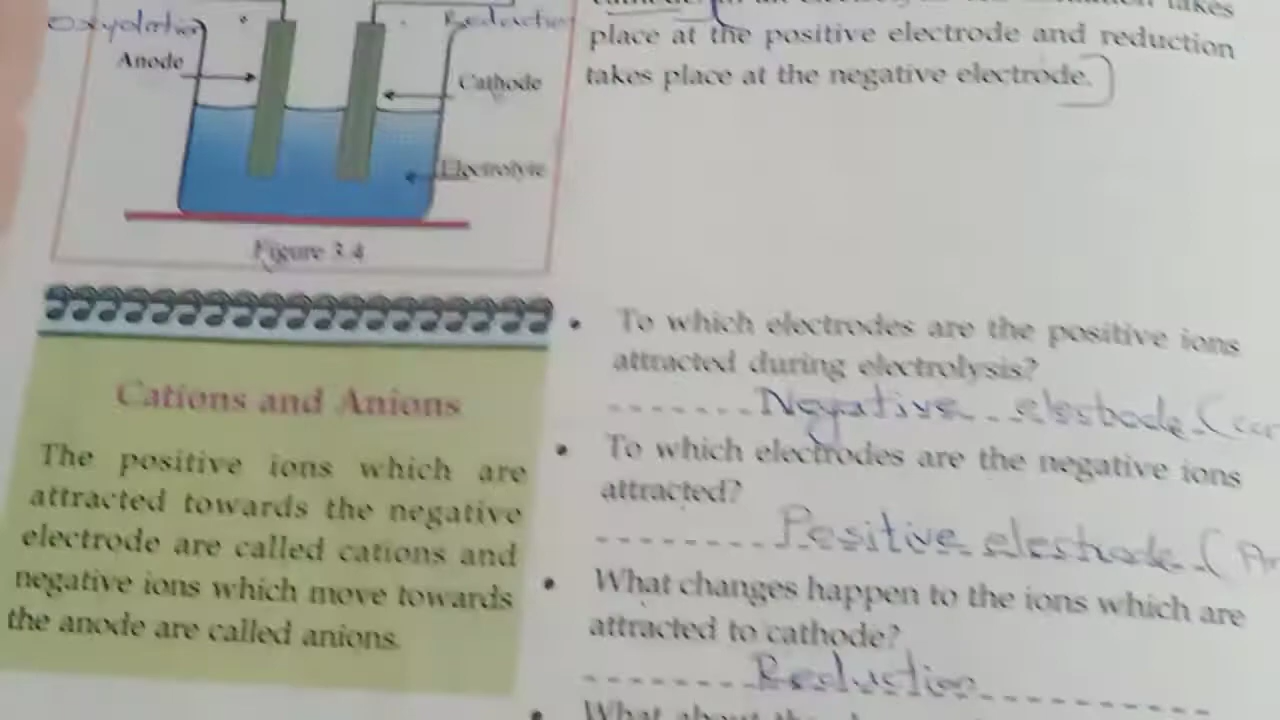 Oxydation
Reduction
Anode
Cathode
Electrolyte
Figure 3.4
takes
place at the positive electrode and reduction
takes place at the negative electrode.
Cations and Anions
The positive ions which are
attracted towards the negative
electrode are called cations and
negative ions which move towards
the anode are called anions.
• To which electrodes are the positive ions
attracted during electrolysis?
Negative electrode (
• To which electrodes are the negative ions
attracted?
Positive electrode (
• What changes happen to the ions which are
attracted to cathode?
Reduction
• What about the